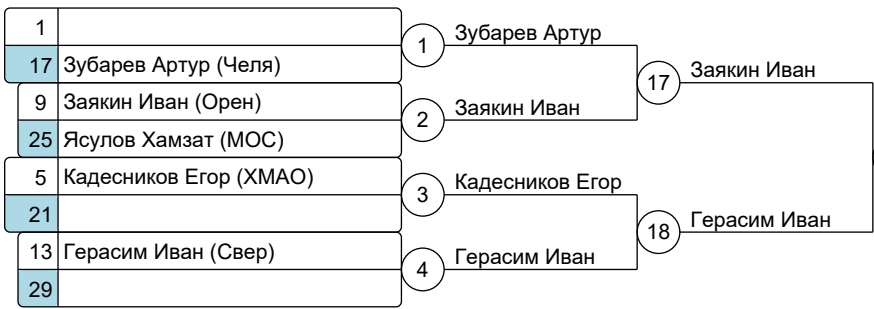 1
17 Зубарев Артур (Челя)
9 Заякин Иван (Орен)
25 Ясулов Хамзат (МОС)
5 Кадесников Егор (ХМАО)
21
13 Герасим Иван (Свер)
29
1 Зубарев Артур
2 Заякин Иван
3 Кадесников Егор
4 Герасим Иван
17 Заякин Иван
18 Герасим Иван